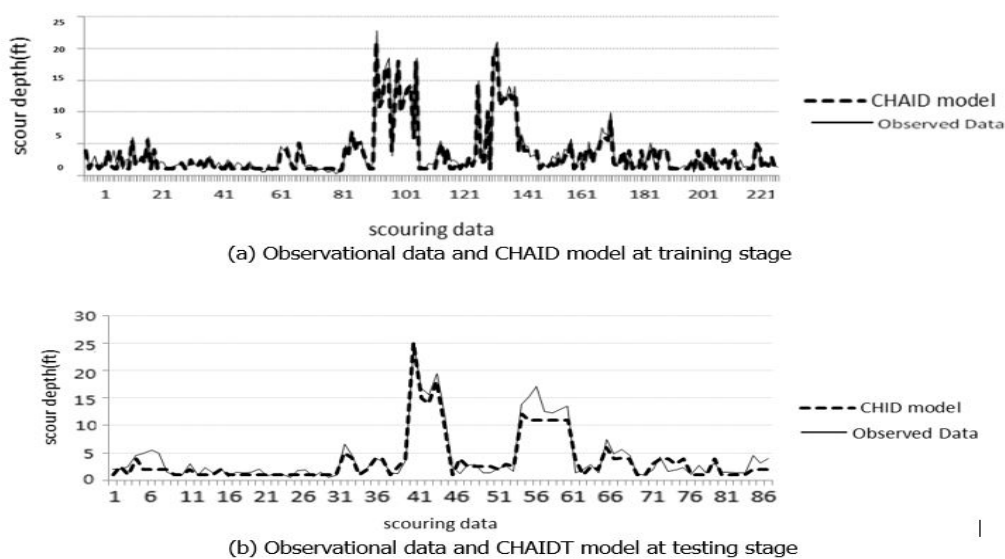 25
20
15
10
5
0
scour depth(ft)
1 21 41 61 81 101 121 141 161 181 201 221
scouring data
CHAID model
Observed Data
(a) Observational data and CHAID model at training stage
30
25
20
15
10
5
0
scour depth(ft)
1 6 11 16 21 26 31 36 41 46 51 56 61 66 71 76 81 86
scouring data
CHID model
Observed Data
(b) Observational data and CHAIDT model at testing stage